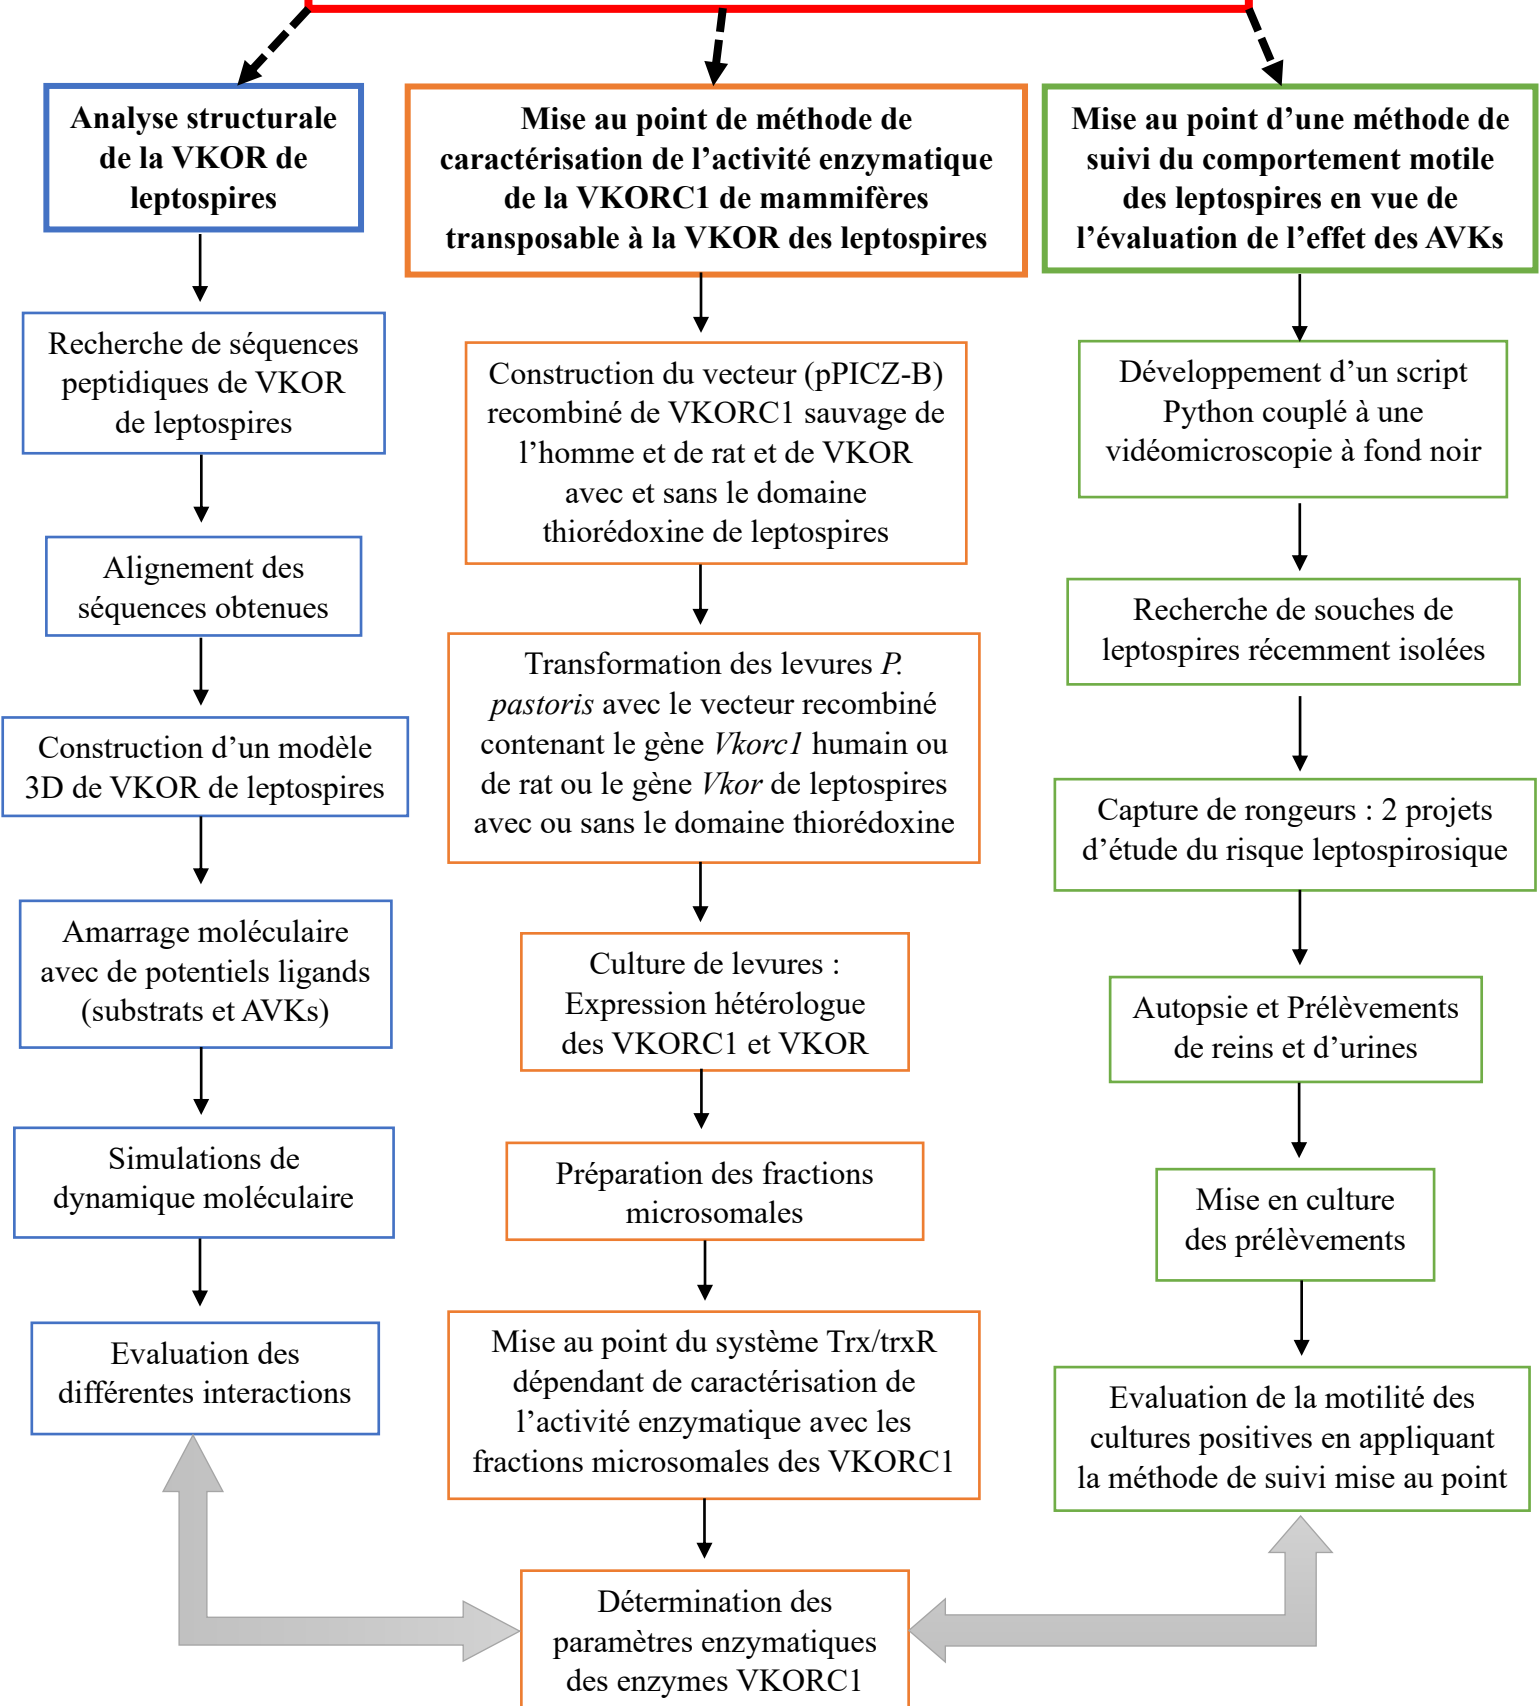 Analyse structurale
de la VKOR de
leptospires
Recherche de séquences
peptidiques de VKOR
de leptospires
Alignement des
séquences obtenues
Construction d’un modèle
3D de VKOR de leptospires
Amarrage moléculaire
avec de potentiels ligands
(substrats et AVKs)
Simulations de
dynamique moléculaire
Evaluation des
différentes interactions
Mise au point de méthode de
caractérisation de l’activité enzymatique
de la VKORC1 de mammifères
transposable à la VKOR des leptospires
Construction du vecteur (pPICZ-B)
recombiné de VKORC1 sauvage de
l’homme et de rat et de VKOR
avec et sans le domaine
thiorédoxine de leptospires
Transformation des levures P.
pastoris avec le vecteur recombiné
contenant le gène Vkorc1 humain ou
de rat ou le gène Vkor de leptospires
avec ou sans le domaine thiorédoxine
Culture de levures :
Expression hétérologue
des VKORC1 et VKOR
Préparation des fractions
microsomales
Mise au point du système Trx/trxR
dépendant de caractérisation de
l’activité enzymatique avec les
fractions microsomales des VKORC1
Détermination des
paramètres enzymatiques
des enzymes VKORC1
Mise au point d’une méthode de
suivi du comportement motile
des leptospires en vue de
l’évaluation de l’effet des AVKs
Développement d’un script
Python couplé à une
vidéomicroscopie à fond noir
Recherche de souches de
leptospires récemment isolées
Capture de rongeurs : 2 projets
d’étude du risque leptospirosique
Autopsie et Prélèvements
de reins et d’urines
Mise en culture
des prélèvements
Evaluation de la motilité des
cultures positives en appliquant
la méthode de suivi mise au point